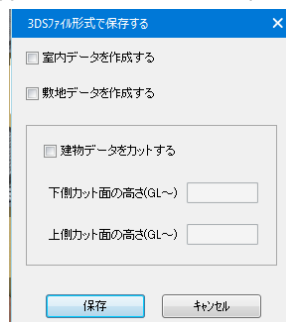 3DSﾌｧｲﾙ形式で保存する
室内データを作成する
敷地データを作成する
建物データをカットする
下側カット面の高さ(GL～)
上側カット面の高さ(GL～)
保存
ｷｬﾝｾﾙ